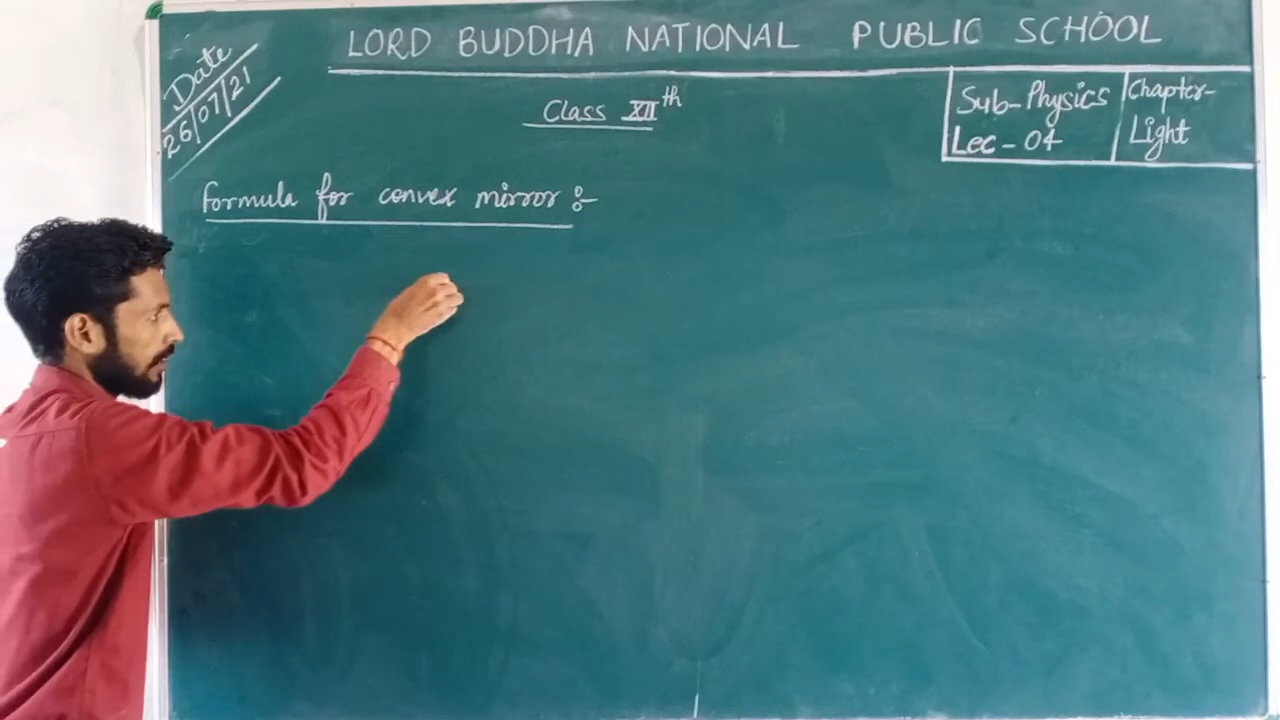 LORD BUDDHA NATIONAL PUBLIC SCHOOL
Date
26/07/21
Class XIIth
Sub-Physics
Lec-04
Chapter-
Light
Formula for convex mirror :-